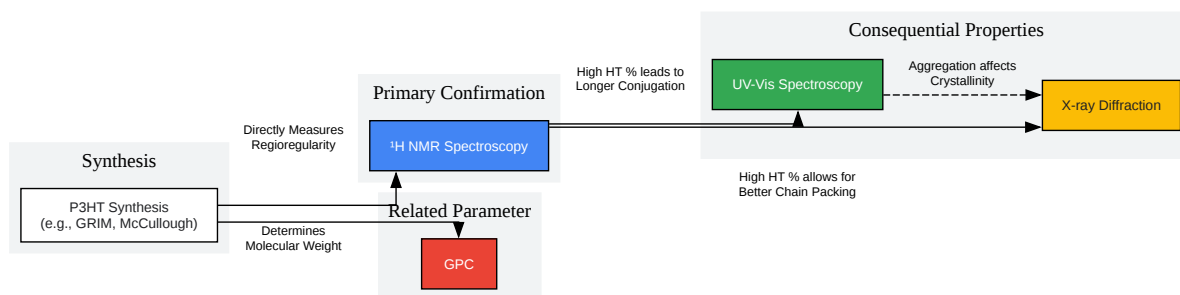 Synthesis
P3HT Synthesis
(e.g., GRIM, McCullough)
Directly Measures
Regioregularity
Determines
Molecular Weight
Primary Confirmation
¹H NMR Spectroscopy
Related Parameter
GPC
High HT % leads to
Longer Conjugation
Consequential Properties
UV-Vis Spectroscopy
Aggregation affects
Crystallinity
X-ray Diffraction
High HT % allows for
Better Chain Packing